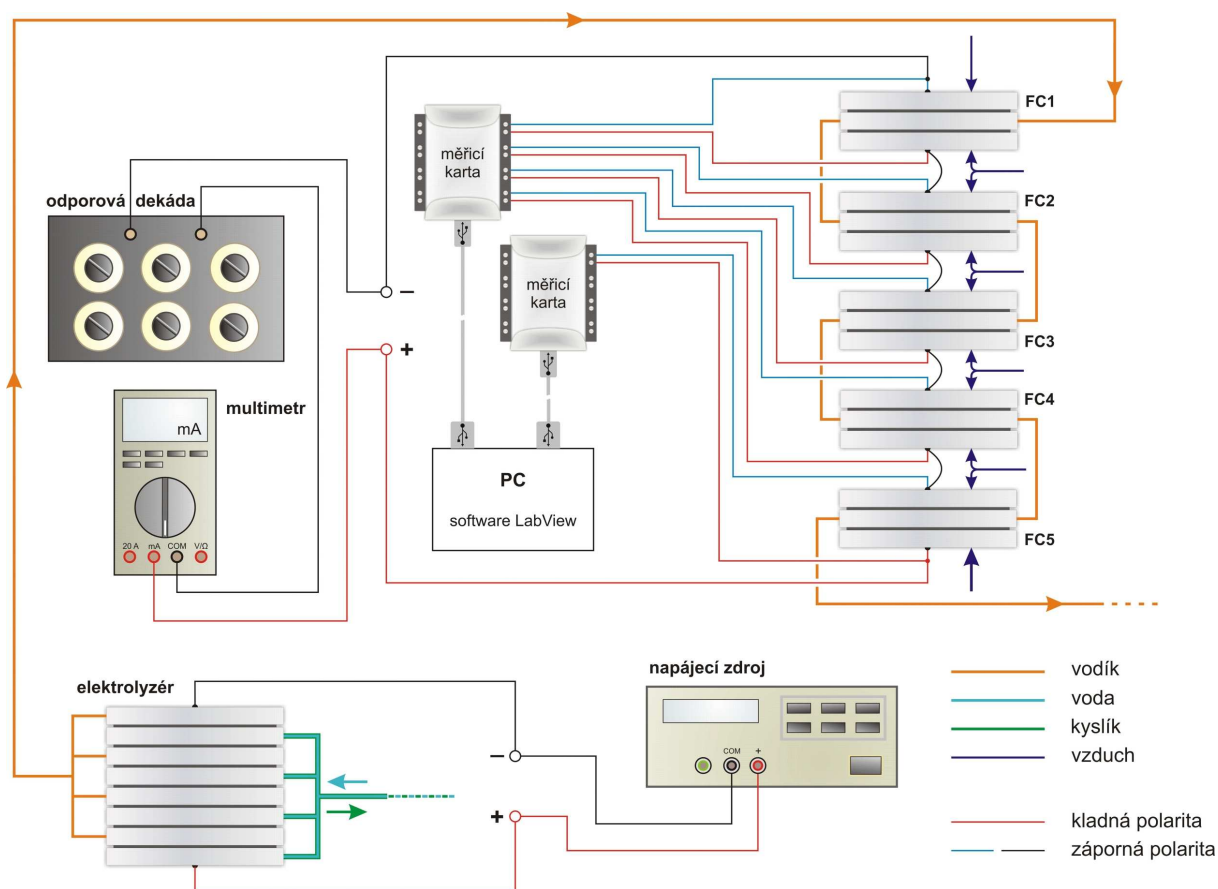 FC1
měřicí
karta
odporová dekáda
FC2
−
měřicí
karta
+
FC3
FC4
multimetr
mA
PC
software LabView
20 A mA COM V/Ω
FC5
elektrolyzér
napájecí zdroj
−
COM +
+
vodík
voda
kyslík
vzduch
kladná polarita
záporná polarita